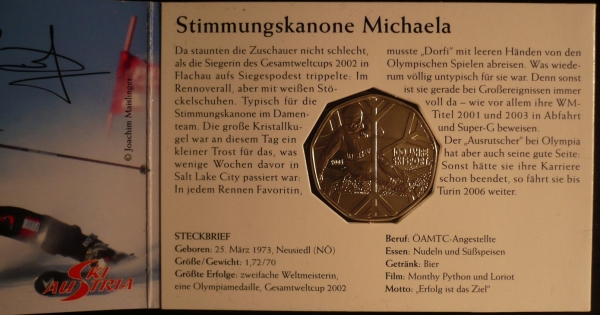 © Joachim Maislinger
SKI
AUSTRIA
Stimmungskanone Michaela
Da staunten die Zuschauer nicht schlecht,
als die Siegerin des Gesamtweltcups 2002 in
Flachau aufs Siegespodest trippelte: Im
Rennoverall, aber mit weißen Stö-
ckelschuhen. Typisch für die
Stimmungskanone im Damen-
team. Die große Kristallku-
gel war an diesem Tag ein
kleiner Trost für das, was
wenige Wochen davor in
Salt Lake City passiert war:
In jedem Rennen Favoritin,
musste „Dorfi“ mit leeren Händen von den
Olympischen Spielen abreisen. Was wiede-
rum völlig untypisch für sie war. Denn sonst
ist sie gerade bei Großereignissen immer
voll da – wie vor allem ihre WM-
Titel 2001 und 2003 in Abfahrt
und Super-G beweisen.
Der „Ausrutscher“ bei Olympia
hat aber auch seine gute Seite:
Sonst hätte sie ihre Karriere
schon beendet, so fährt sie bis
Turin 2006 weiter.
STECKBRIEF
Geboren: 25. März 1973, Neusiedl (NÖ)
Größe/Gewicht: 1,72/70
Größte Erfolge: zweifache Weltmeisterin,
eine Olympiamedaille, Gesamtweltcup 2002
Beruf: ÖAMTC-Angestellte
Essen: Nudeln und Süßspeisen
Getränk: Bier
Film: Monthy Python und Loriot
Motto: „Erfolg ist das Ziel“